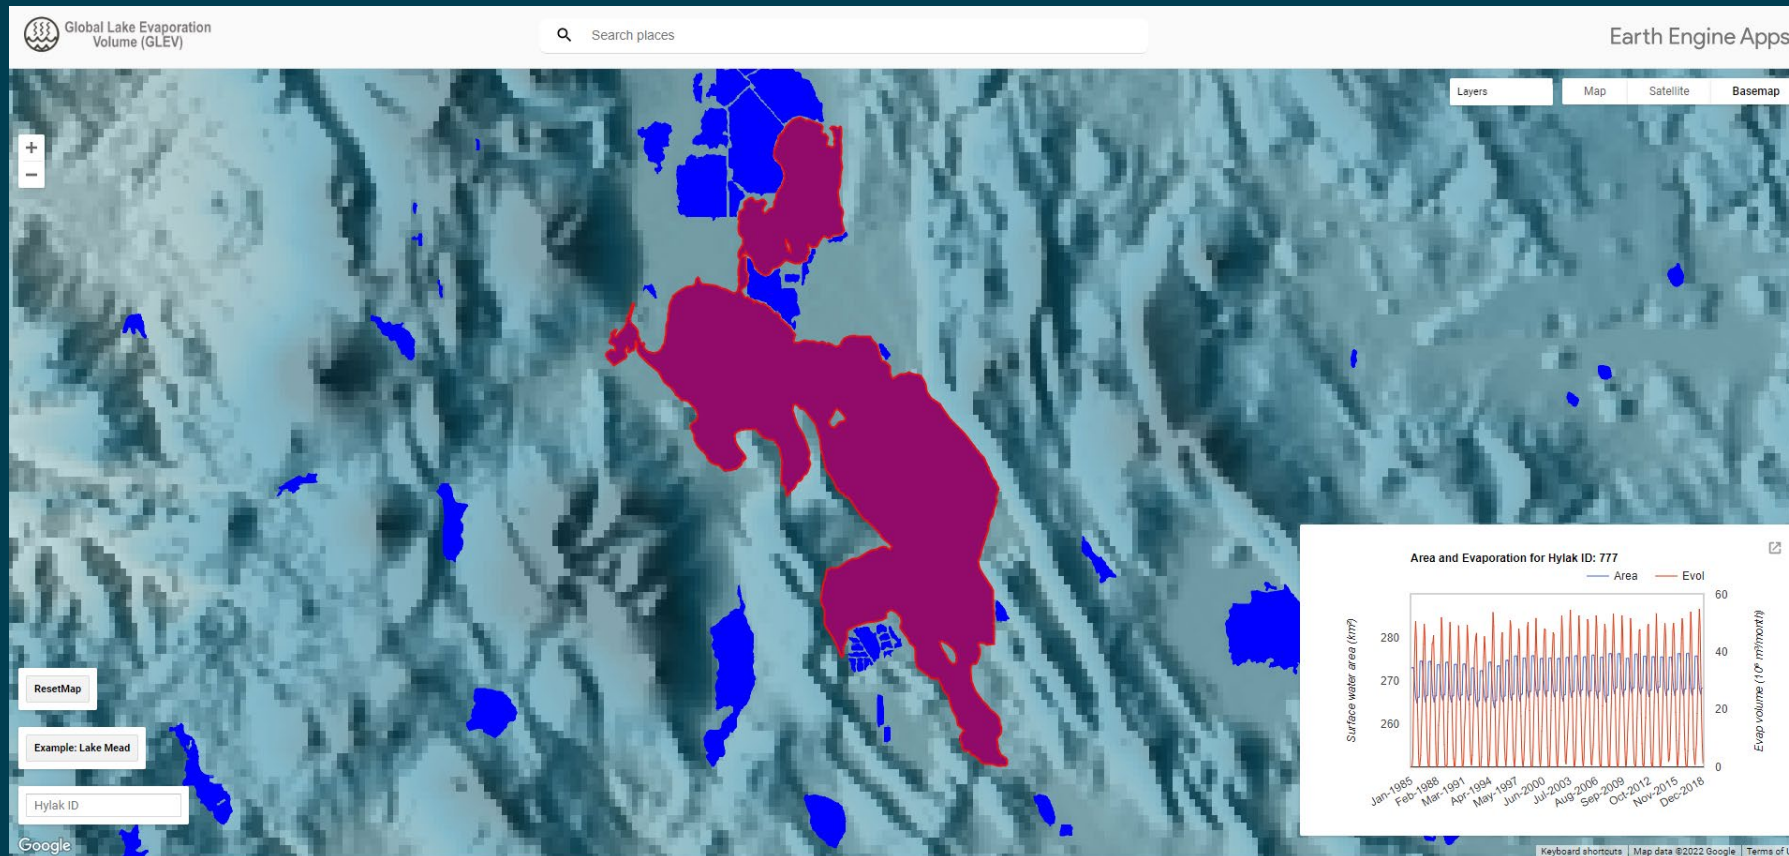 Global Lake Evaporation
Volume (GLEV)
Search places
Earth Engine Apps
Layers
Map
Satellite
Basemap
+
−
ResetMap
Example: Lake Mead
Hylak ID
Google
Area and Evaporation for Hylak ID: 777
Area
Evol
Surface water area (km²)
280
270
260
60
40
20
0
Evap volume (10⁶ m³/month)
Jan-1985
Feb-1988
Mar-1991
Apr-1994
May-1997
Jun-2000
Jul-2003
Aug-2006
Sep-2009
Oct-2012
Nov-2015
Dec-2018
Keyboard shortcuts
Map data ©2022 Google
Terms of